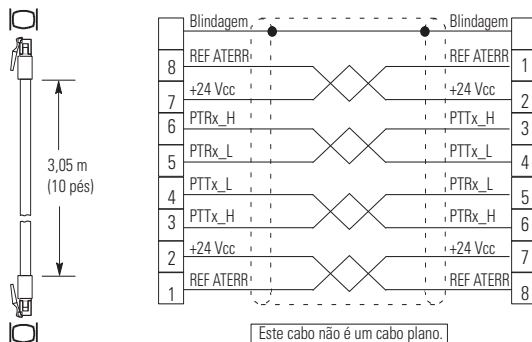 Blindagem Blindagem
8 REF ATERR REF ATERR 1
7 +24 Vcc +24 Vcc 2
6 PTRx_H PTTx_H 3
5 PTRx_L PTTx_L 4
4 PTTx_L PTRx_L 5
3 PTTx_H PTRx_H 6
2 +24 Vcc +24 Vcc 7
1 REF ATERR REF ATERR 8
3,05 m
(10 pés)
Este cabo não é um cabo plano.